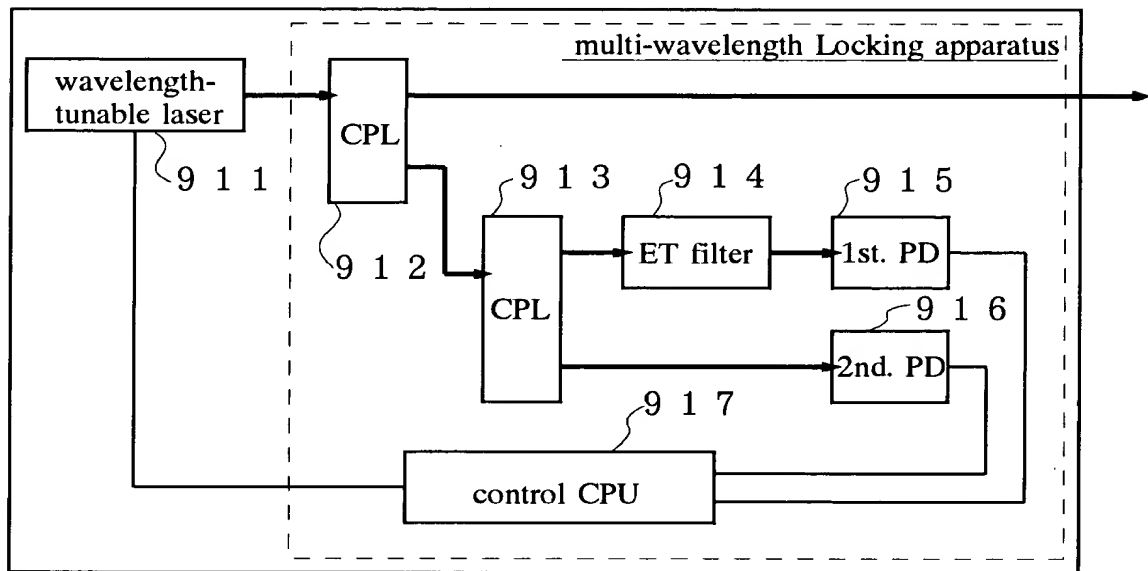 multi-wavelength Locking apparatus
wavelength-
tunable laser
CPL
9 1 1
9 1 3
9 1 4
9 1 5
ET filter
1st. PD
9 1 2
CPL
9 1 6
2nd. PD
9 1 7
control CPU